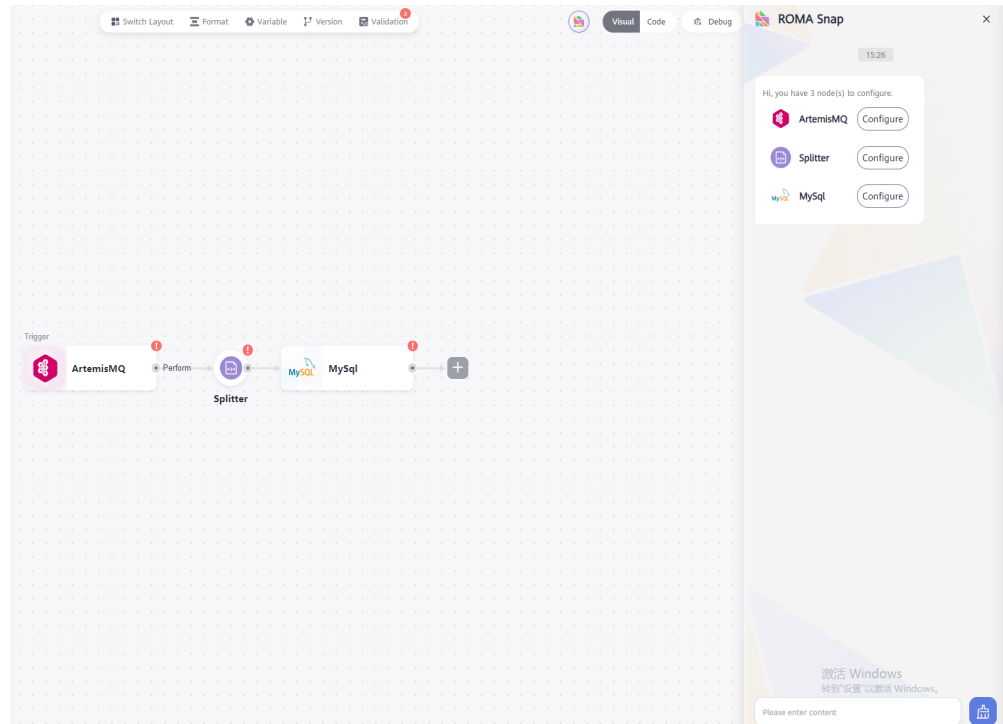 Switch Layout Format Variable Version Validation 3
Visual Code Debug
ROMA Snap
15:26
Hi, you have 3 node(s) to configure.
ArtemisMQ Configure
Splitter Configure
MySQL MySql Configure
Trigger
ArtemisMQ Perform MySQL MySql
Splitter
激活 Windows
转到"设置"以激活 Windows。
Please enter content